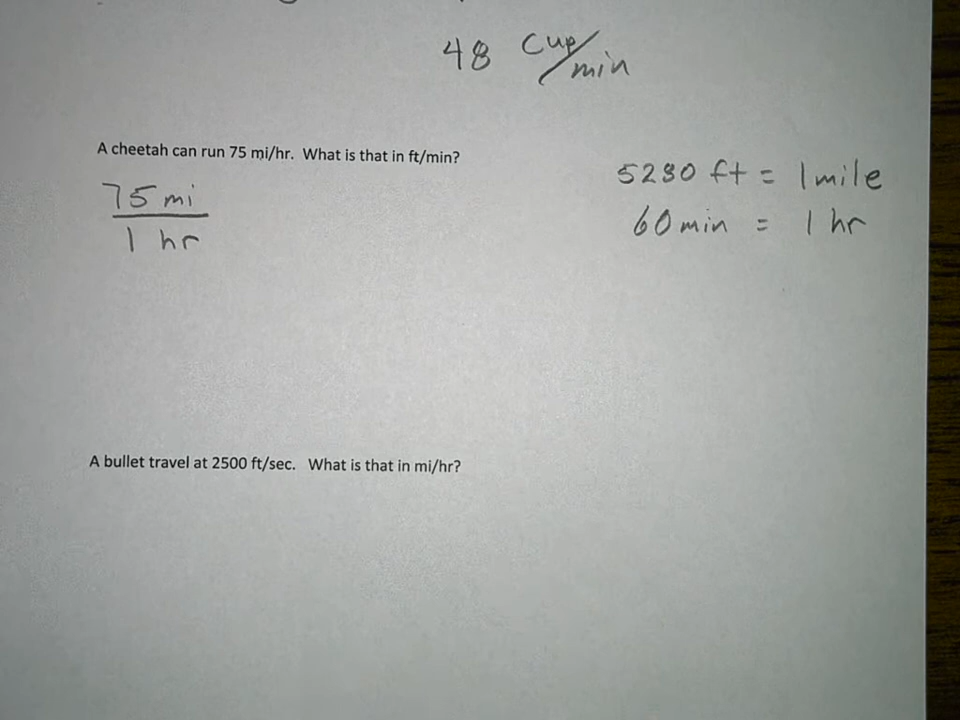 48 cup/min
A cheetah can run 75 mi/hr. What is that in ft/min?
5280 ft = 1 mile
75 mi
60 min = 1 hr
1 hr
A bullet travel at 2500 ft/sec. What is that in mi/hr?